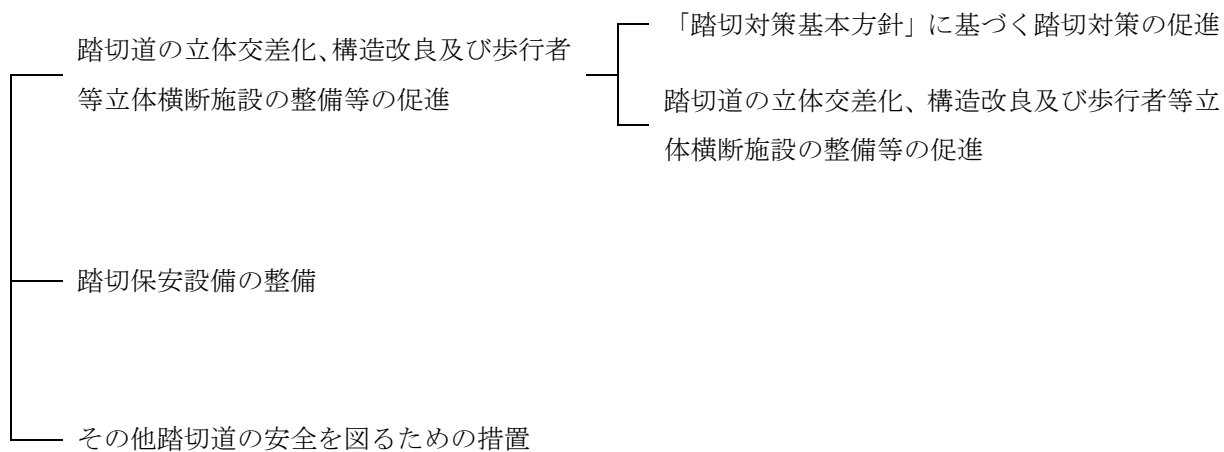 踏切道の立体交差化、構造改良及び歩行者
等立体横断施設の整備等の促進
「踏切対策基本方針」に基づく踏切対策の促進
踏切道の立体交差化、構造改良及び歩行者等立
体横断施設の整備等の促進
踏切保安設備の整備
その他踏切道の安全を図るための措置